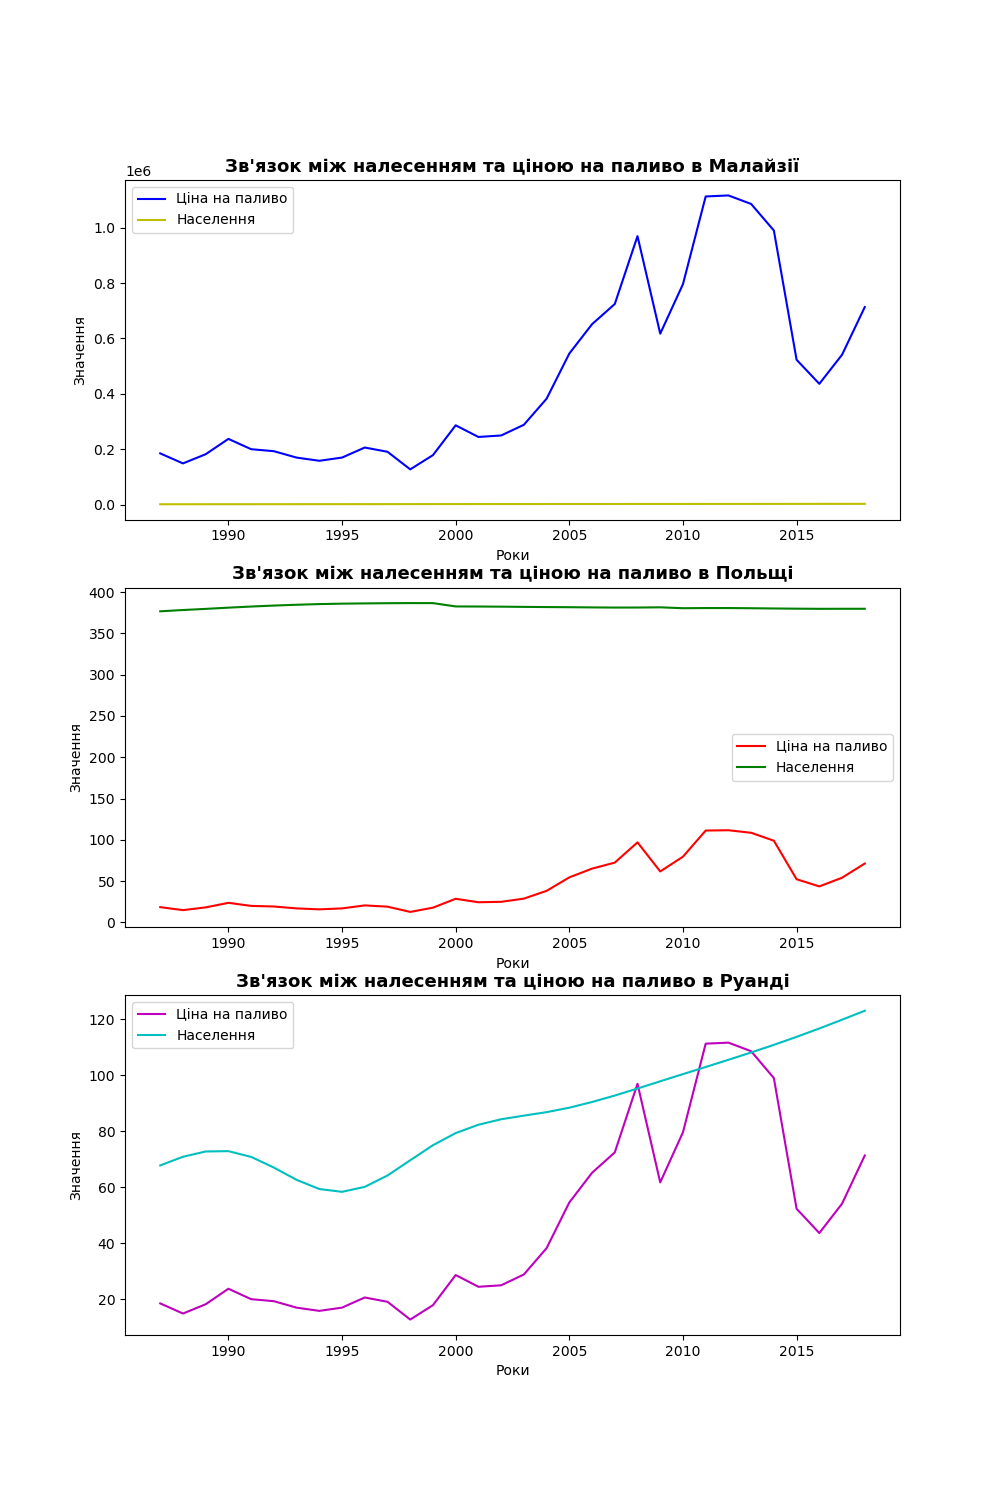 Зв'язок між налесенням та ціною на паливо в Малайзії
1e6
Ціна на паливо
Населення
1.0
0.8
0.6
0.4
0.2
0.0
Значення
1990 1995 2000 2005 2010 2015
Роки
Зв'язок між налесенням та ціною на паливо в Польщі
400
350
300
250
200
150
100
50
0
Значення
Ціна на паливо
Населення
1990 1995 2000 2005 2010 2015
Роки
Зв'язок між налесенням та ціною на паливо в Руанді
Ціна на паливо
Населення
120
100
80
60
40
20
Значення
1990 1995 2000 2005 2010 2015
Роки